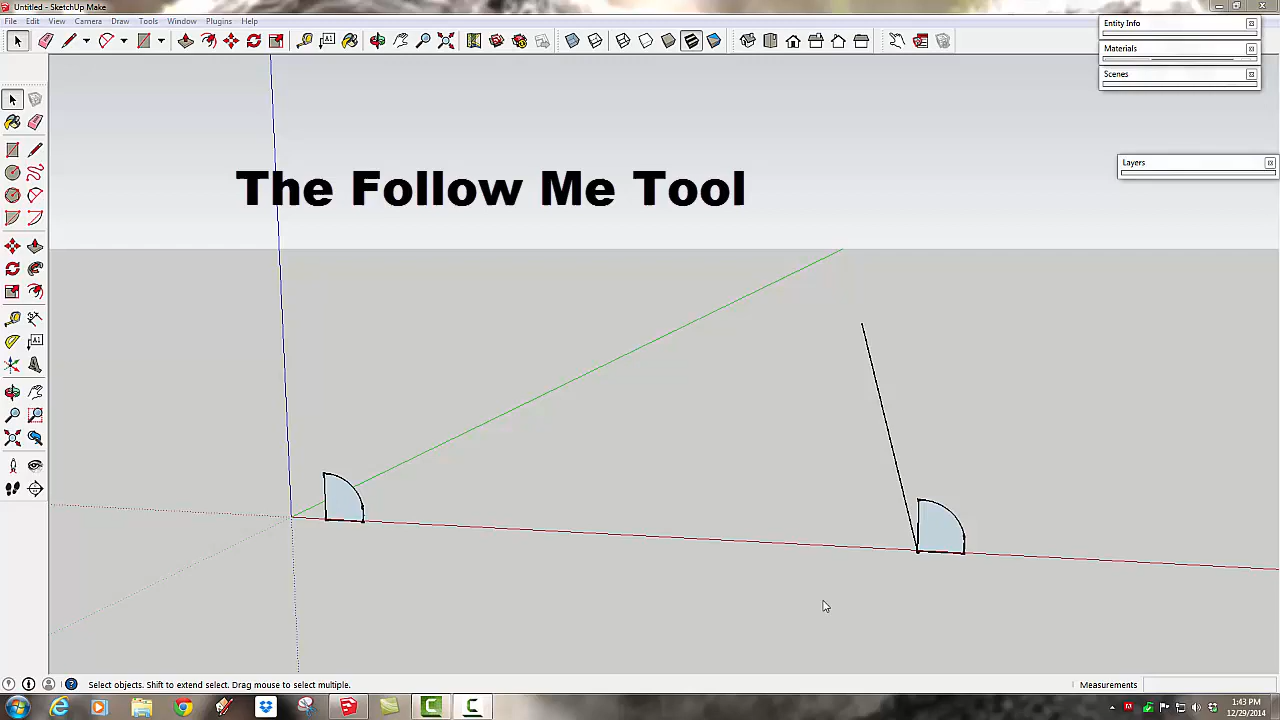 Untitled - SketchUp Make
File Edit View Camera Draw Tools Window Plugins Help
Entity Info
Materials
Scenes
Layers
The Follow Me Tool
Select objects. Shift to extend select. Drag mouse to select multiple.
Measurements
1:43 PM
12/29/2014